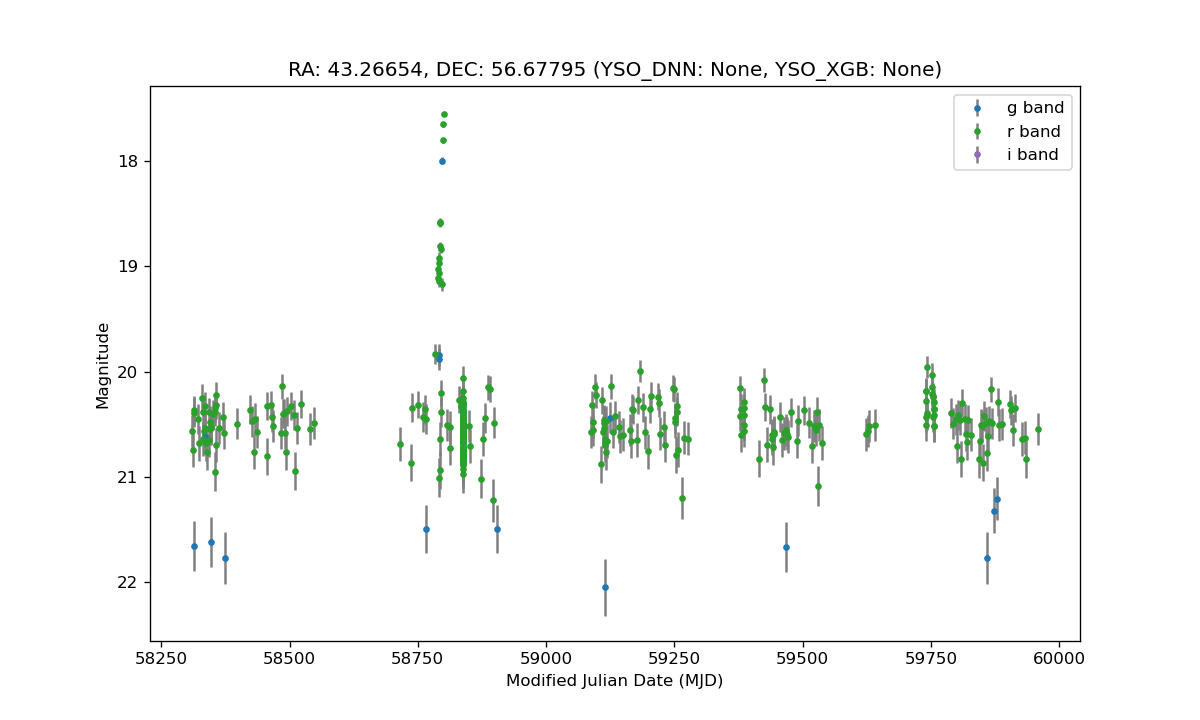 RA: 43.26654, DEC: 56.67795 (YSO_DNN: None, YSO_XGB: None)
g band
r band
i band
Magnitude
18
19
20
21
22
58250 58500 58750 59000 59250 59500 59750 60000
Modified Julian Date (MJD)